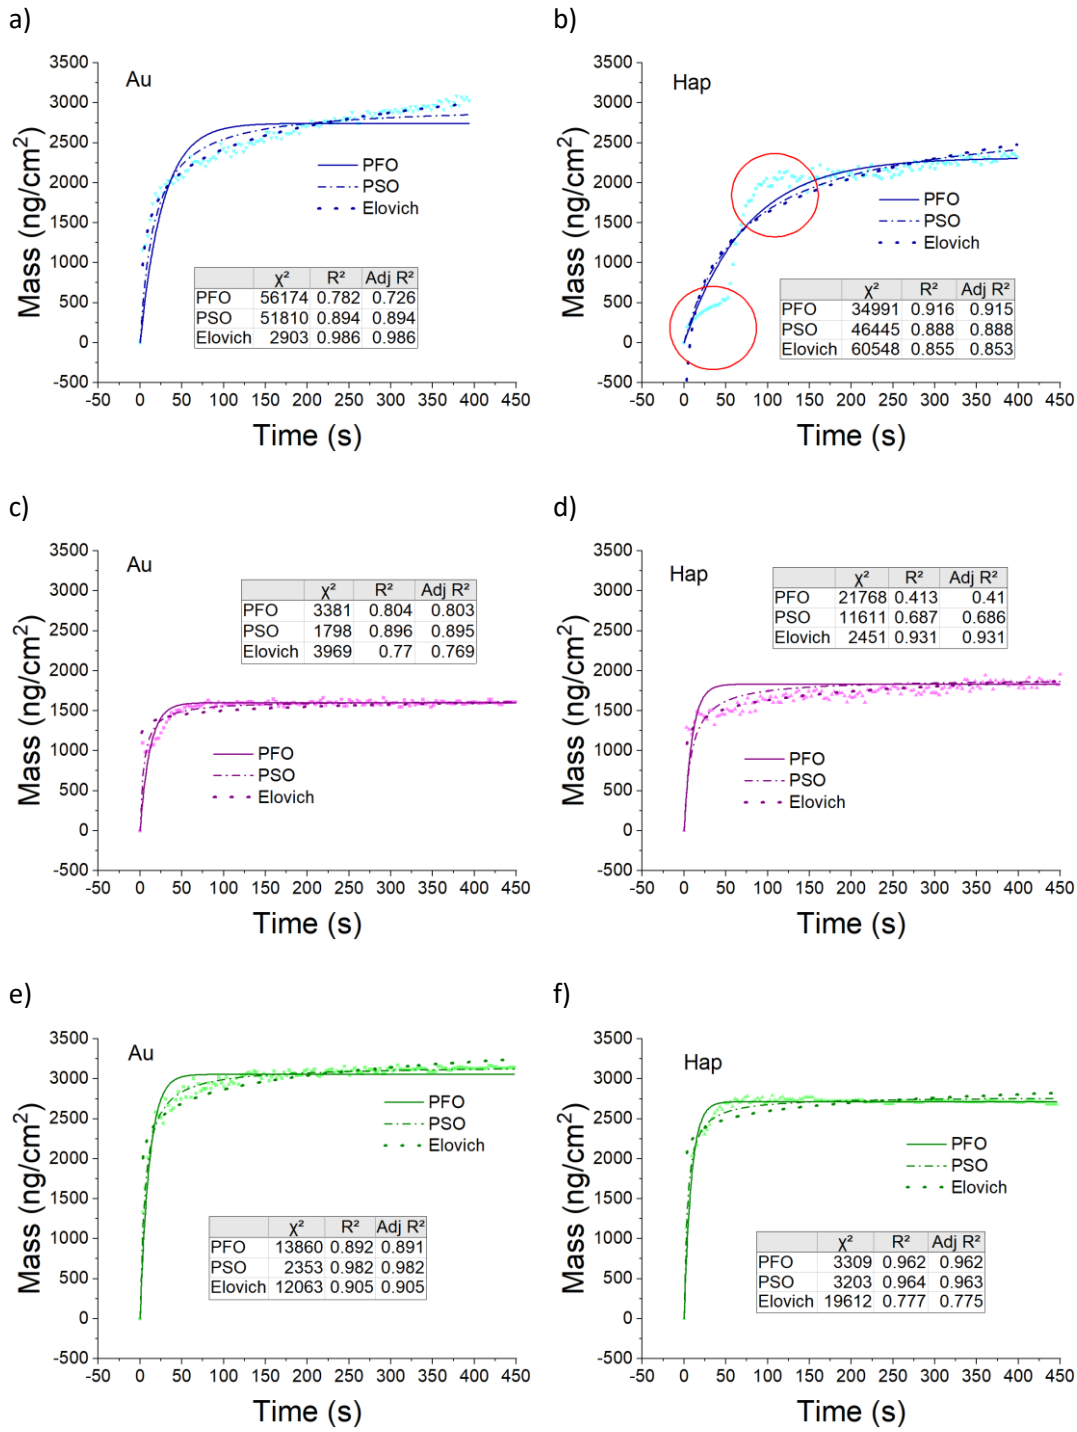 a)
Au
Mass (ng/cm²)
3500
3000
2500
2000
1500
1000
500
0
-500
-50 0 50 100 150 200 250 300 350 400 450
Time (s)
PFO
PSO
Elovich
χ² R² Adj R²
PFO 56174 0.782 0.726
PSO 51810 0.894 0.894
Elovich 2903 0.986 0.986
b)
Hap
Mass (ng/cm²)
3500
3000
2500
2000
1500
1000
500
0
-500
-50 0 50 100 150 200 250 300 350 400 450
Time (s)
PFO
PSO
Elovich
χ² R² Adj R²
PFO 34991 0.916 0.915
PSO 46445 0.888 0.888
Elovich 60548 0.855 0.853
c)
Au
Mass (ng/cm²)
3500
3000
2500
2000
1500
1000
500
0
-500
-50 0 50 100 150 200 250 300 350 400 450
Time (s)
χ² R² Adj R²
PFO 3381 0.804 0.803
PSO 1798 0.896 0.895
Elovich 3969 0.77 0.769
PFO
PSO
Elovich
d)
Hap
Mass (ng/cm²)
3500
3000
2500
2000
1500
1000
500
0
-500
-50 0 50 100 150 200 250 300 350 400 450
Time (s)
χ² R² Adj R²
PFO 21768 0.413 0.41
PSO 11611 0.687 0.686
Elovich 2451 0.931 0.931
PFO
PSO
Elovich
e)
Au
Mass (ng/cm²)
3500
3000
2500
2000
1500
1000
500
0
-500
-50 0 50 100 150 200 250 300 350 400 450
Time (s)
PFO
PSO
Elovich
χ² R² Adj R²
PFO 13860 0.892 0.891
PSO 2353 0.982 0.982
Elovich 12063 0.905 0.905
f)
Hap
Mass (ng/cm²)
3500
3000
2500
2000
1500
1000
500
0
-500
-50 0 50 100 150 200 250 300 350 400 450
Time (s)
PFO
PSO
Elovich
χ² R² Adj R²
PFO 3309 0.962 0.962
PSO 3203 0.964 0.963
Elovich 19612 0.777 0.775